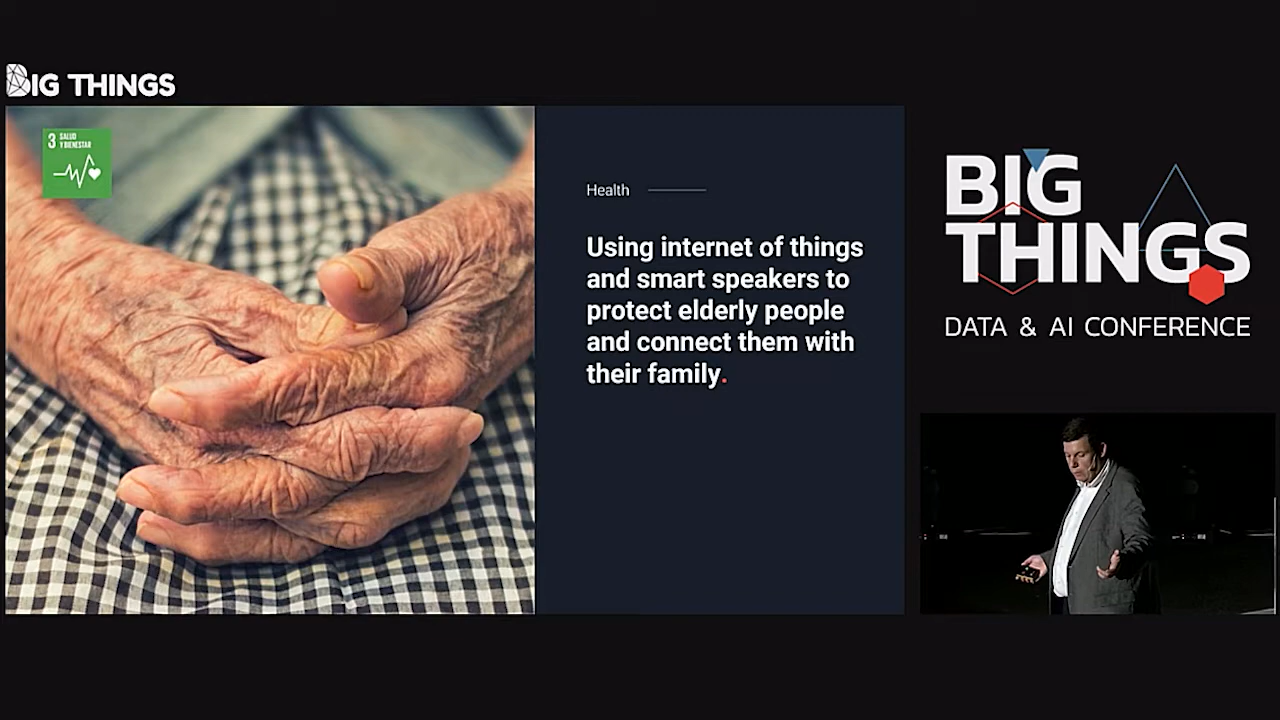 BIG THINGS
3 SALUD
Y BIENESTAR
Health
Using internet of things
and smart speakers to
protect elderly people
and connect them with
their family.
BIG
THINGS
DATA & AI CONFERENCE